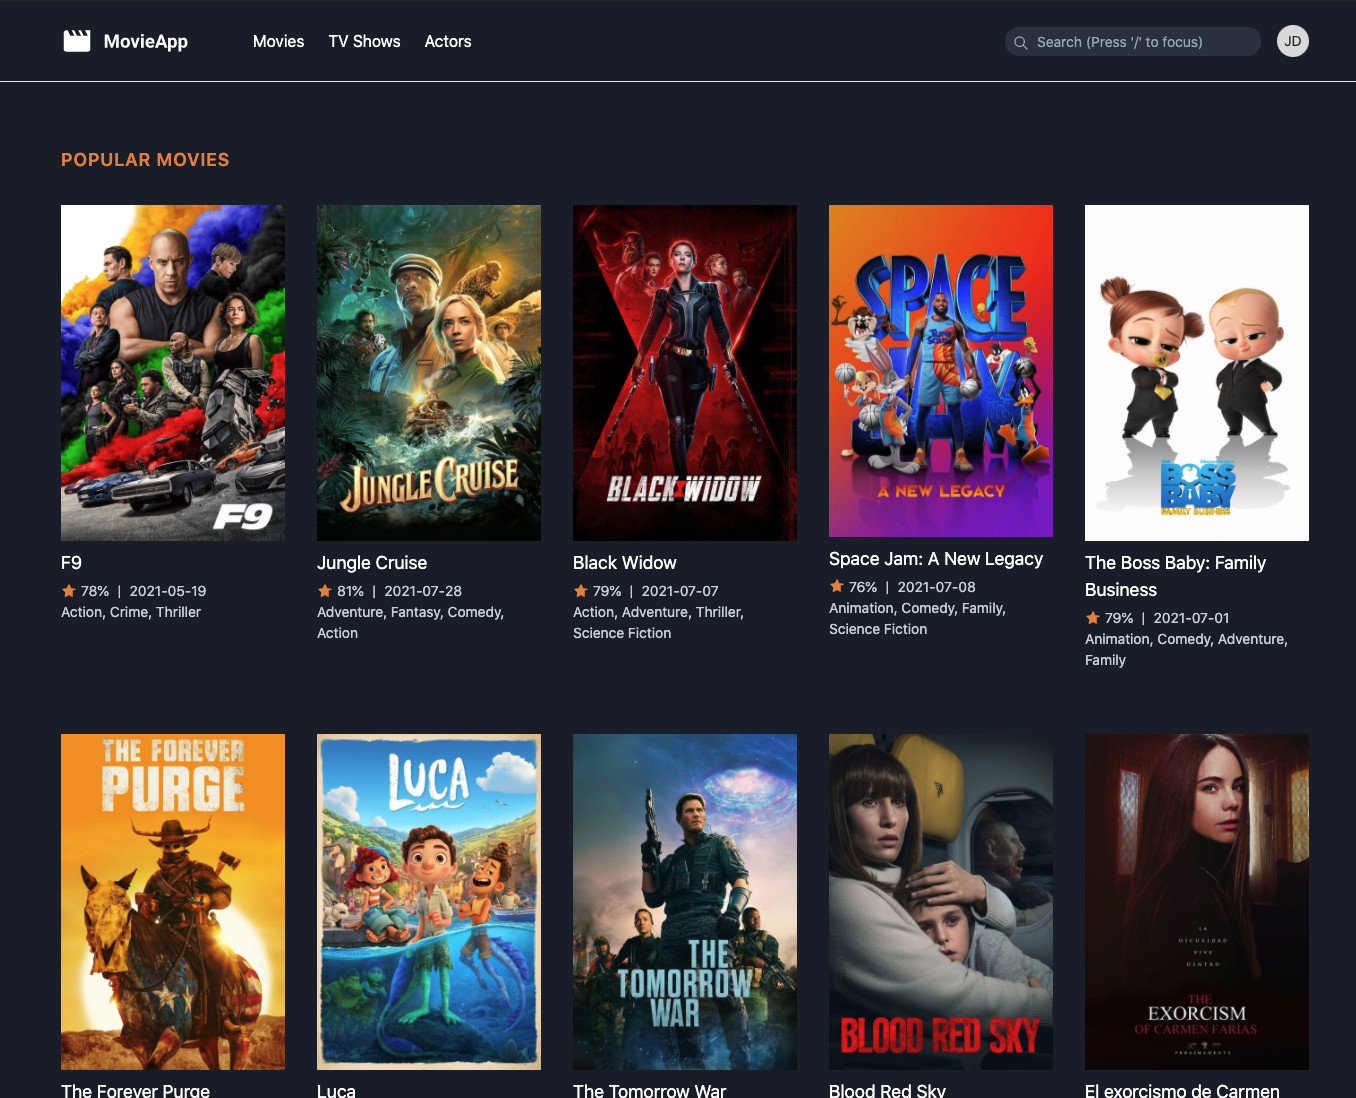 MovieApp
Movies
TV Shows
Actors
Search (Press '/' to focus)
JD
POPULAR MOVIES
F9
JUNGLE CRUISE
BLACK WIDOW
SPACE
JAM
A NEW LEGACY
BOSS
BABY
FAMILY BUSINESS
F9
78% | 2021-05-19
Action, Crime, Thriller
Jungle Cruise
81% | 2021-07-28
Adventure, Fantasy, Comedy,
Action
Black Widow
79% | 2021-07-07
Action, Adventure, Thriller,
Science Fiction
Space Jam: A New Legacy
76% | 2021-07-08
Animation, Comedy, Family,
Science Fiction
The Boss Baby: Family
Business
79% | 2021-07-01
Animation, Comedy, Adventure,
Family
THE FOREVER
PURGE
LUCA
THE
TOMORROW
WAR
BLOOD RED SKY
LA
OSCURIDAD
VIVE
DENTRO
THE
EXORCISM
OF CARMEN FARIAS
PROXIMAMENTE
The Forever Purge
Luca
The Tomorrow War
Blood Red Sky
El exorcismo de Carmen